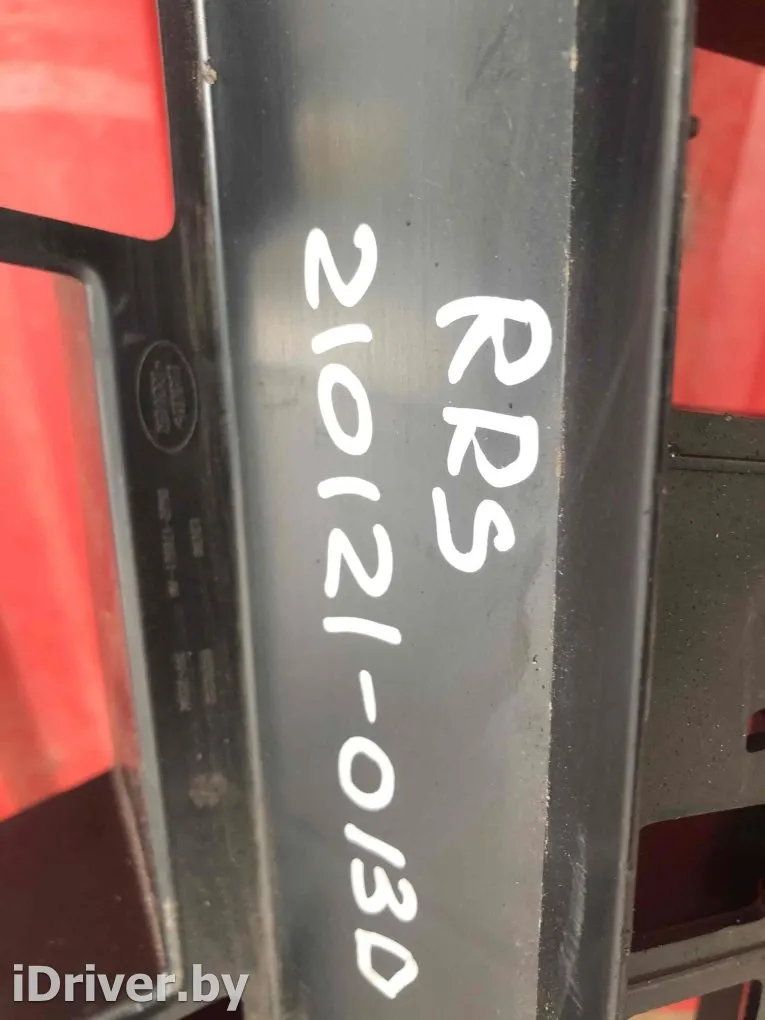 RRS
210121-0130
LAND-
ROVER
iDriver.by